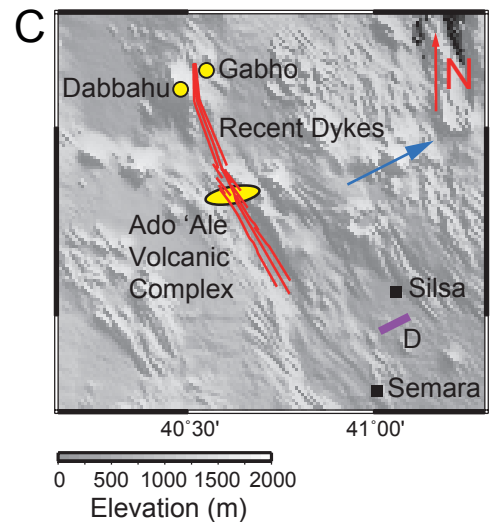 C
Gabho
Dabbahu
N
Recent Dykes
Ado ‘Ale
Volcanic
Complex
Silsa
D
Semara
40˚30' 41˚00'
0 500 1000 1500 2000
Elevation (m)